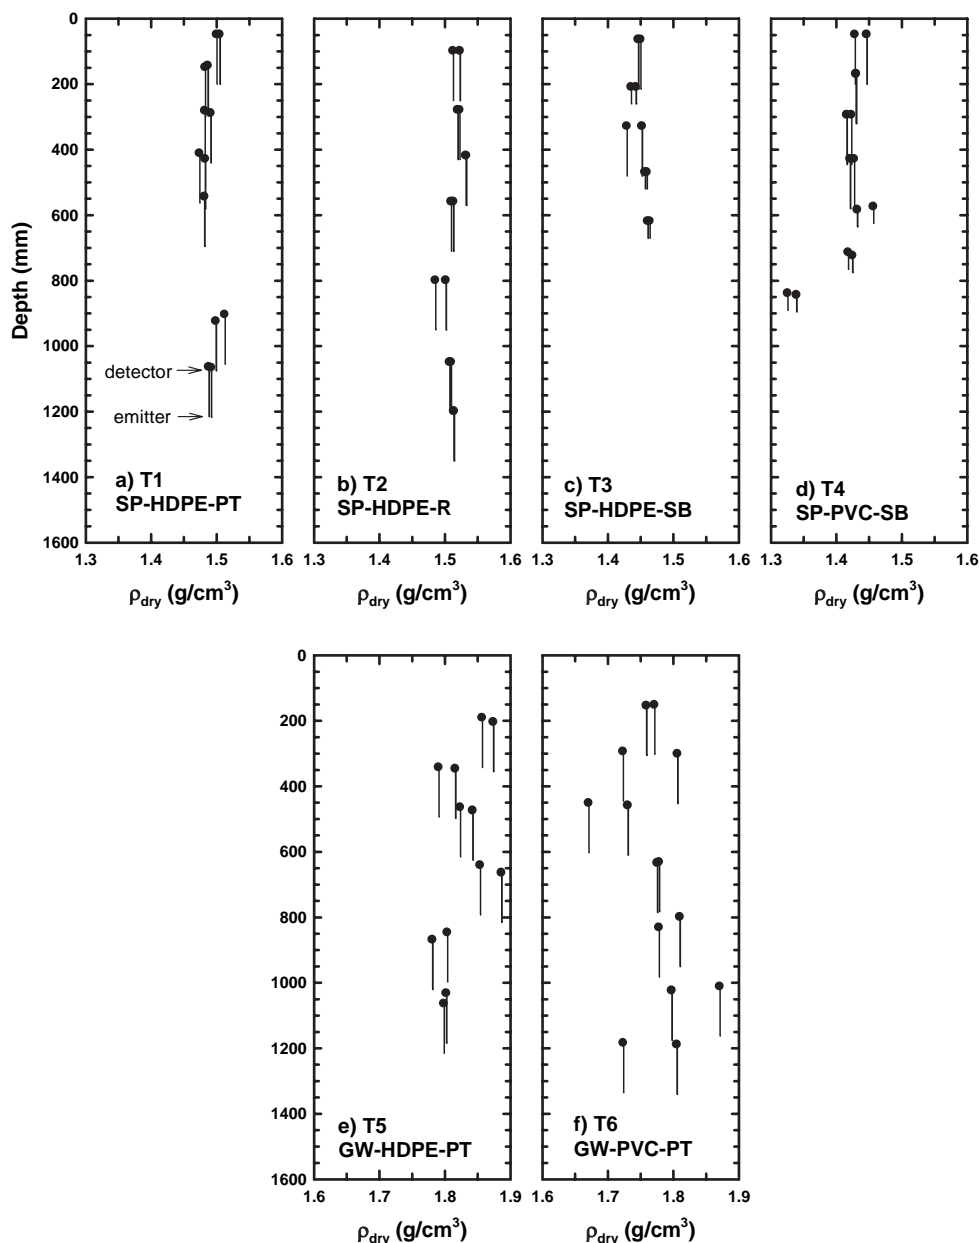 0
200
400
600
800
1000
1200
1400
1600
Depth (mm)
detector
emitter
a) T1
SP-HDPE-PT
b) T2
SP-HDPE-R
c) T3
SP-HDPE-SB
d) T4
SP-PVC-SB
1.3 1.4 1.5 1.6
1.3 1.4 1.5 1.6
1.3 1.4 1.5 1.6
1.3 1.4 1.5 1.6
ρdry (g/cm³)
ρdry (g/cm³)
ρdry (g/cm³)
ρdry (g/cm³)
0
200
400
600
800
1000
1200
1400
1600
e) T5
GW-HDPE-PT
f) T6
GW-PVC-PT
1.6 1.7 1.8 1.9
1.6 1.7 1.8 1.9
ρdry (g/cm³)
ρdry (g/cm³)